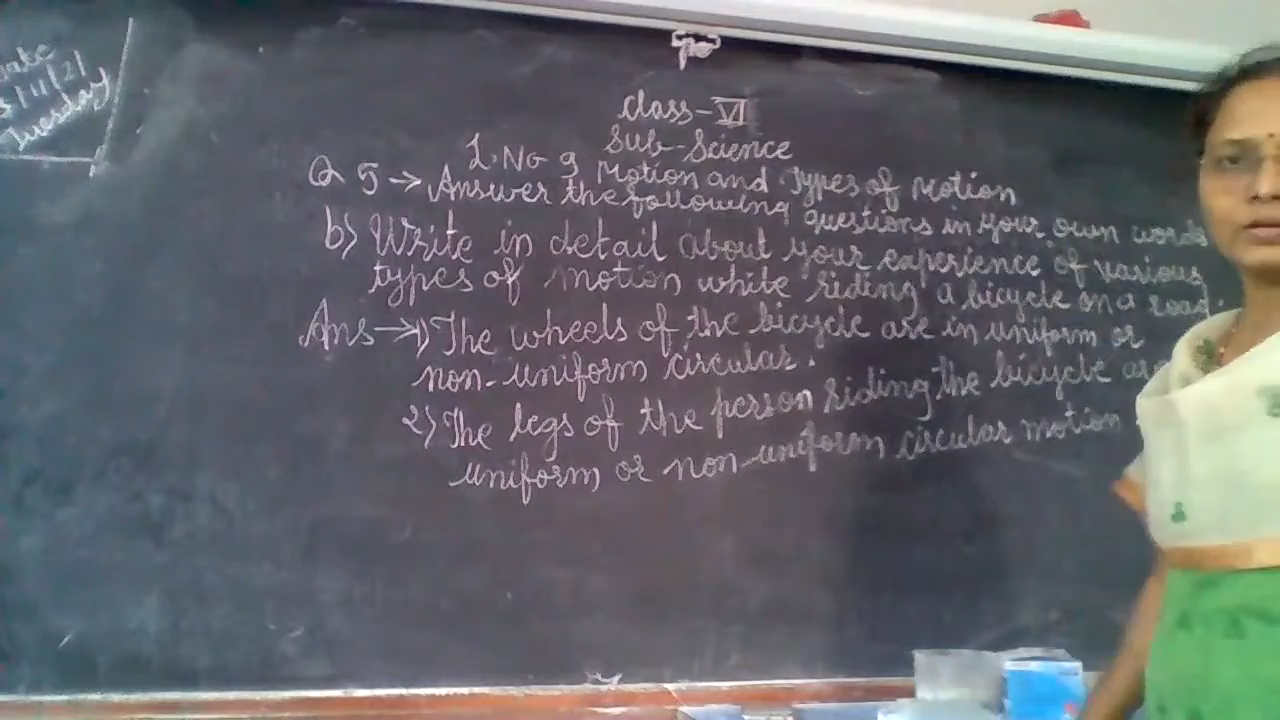 Tuesday
Class-VI
Sub-Science
L.No 9 Motion and Types of Motion
Q 5 → Answer the following questions in your own words
b) Write in detail about your experience of various
types of motion while riding a bicycle on a road.
Ans → 1) The wheels of the bicycle are in uniform or
non-uniform circular.
2) The legs of the person riding the bicycle are
uniform or non-uniform circular motion